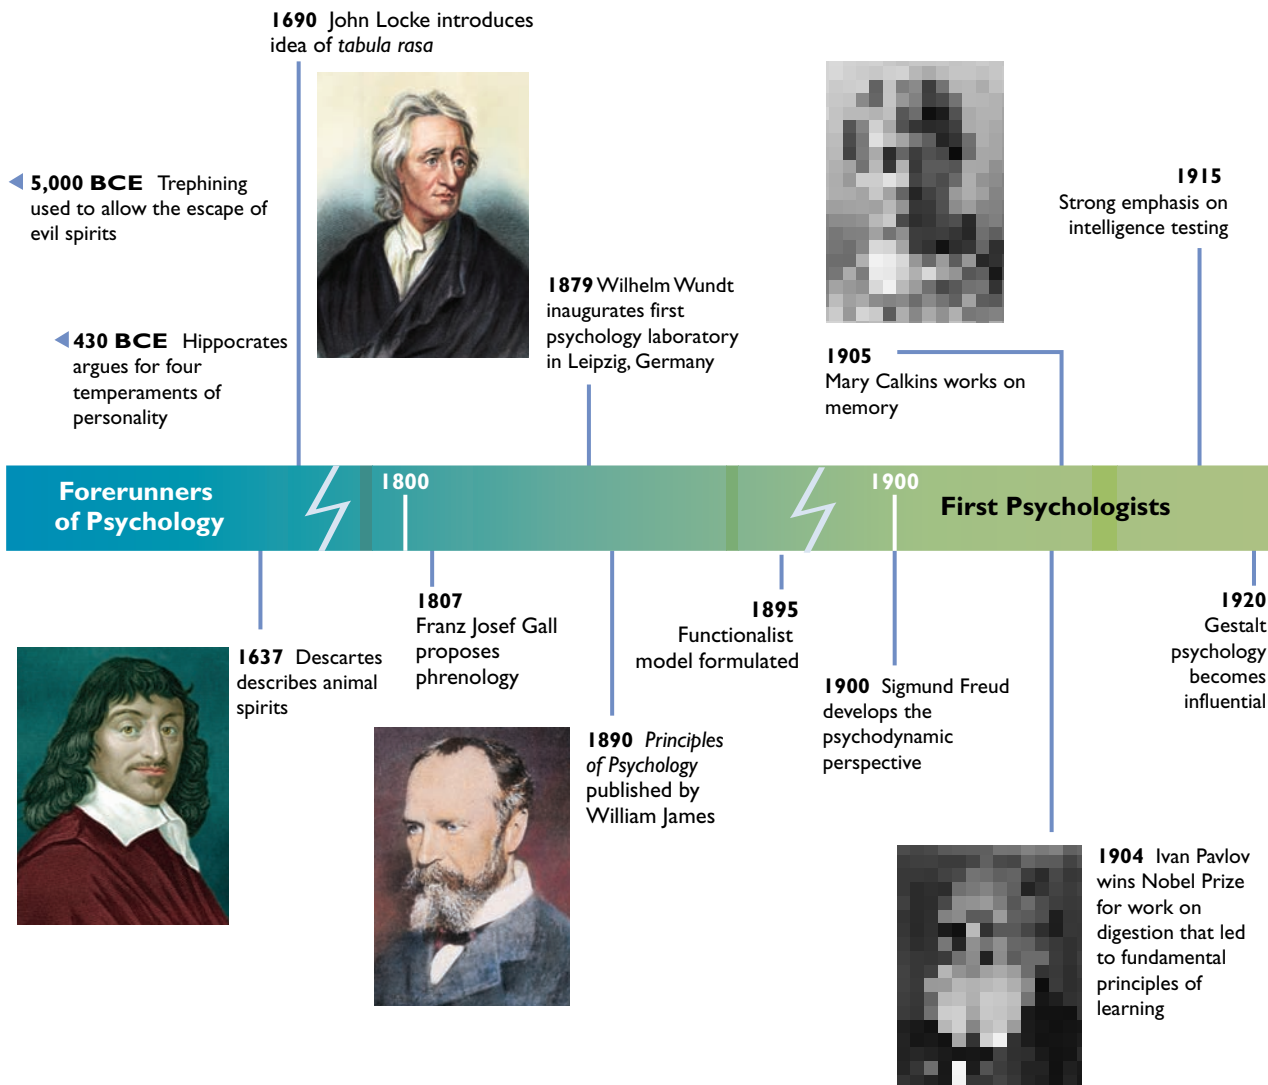 1690 John Locke introduces
idea of tabula rasa
5,000 BCE Trephining
used to allow the escape of
evil spirits
430 BCE Hippocrates
argues for four
temperaments of
personality
1879 Wilhelm Wundt
inaugurates first
psychology laboratory
in Leipzig, Germany
1905
Mary Calkins works on
memory
1915
Strong emphasis on
intelligence testing
Forerunners
of Psychology
1800
1900
First Psychologists
1637 Descartes
describes animal
spirits
1807
Franz Josef Gall
proposes
phrenology
1890 Principles
of Psychology
published by
William James
1895
Functionalist
model formulated
1900 Sigmund Freud
develops the
psychodynamic
perspective
1904 Ivan Pavlov
wins Nobel Prize
for work on
digestion that led
to fundamental
principles of
learning
1920
Gestalt
psychology
becomes
influential